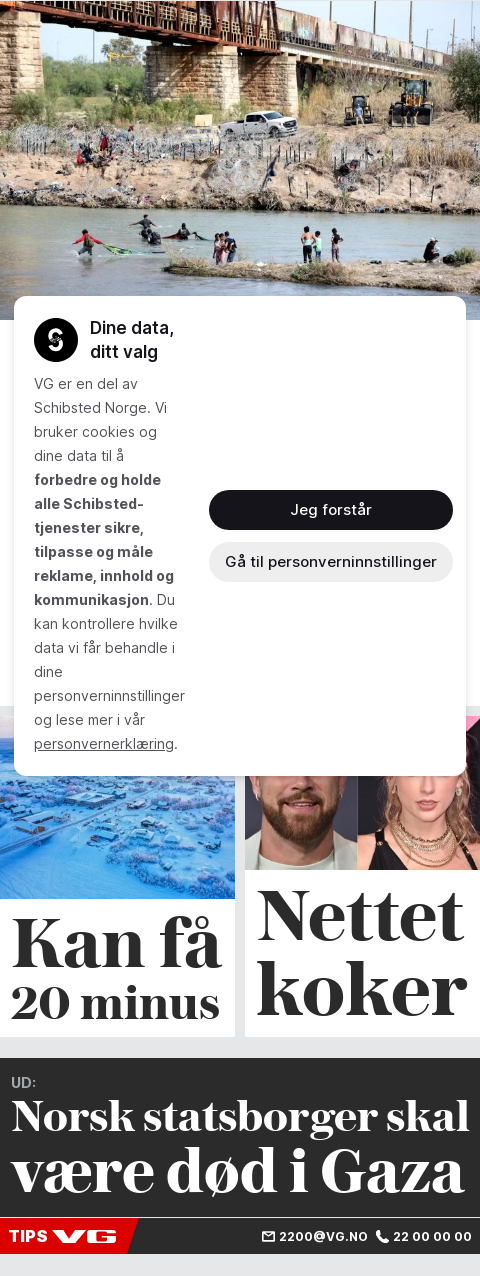 Dine data,
ditt valg
VG er en del av
Schibsted Norge. Vi
bruker cookies og
dine data til å
forbedre og holde
alle Schibsted-
tjenester sikre,
tilpasse og måle
reklame, innhold og
kommunikasjon. Du
kan kontrollere hvilke
data vi får behandle i
dine
personverninnstillinger
og lese mer i vår
personvernerklæring.
Jeg forstår
Gå til personverninnstillinger
Kan få
20 minus
Nettet
koker
UD:
Norsk statsborger skal
være død i Gaza
TIPS VG
2200@VG.NO 22 00 00 00